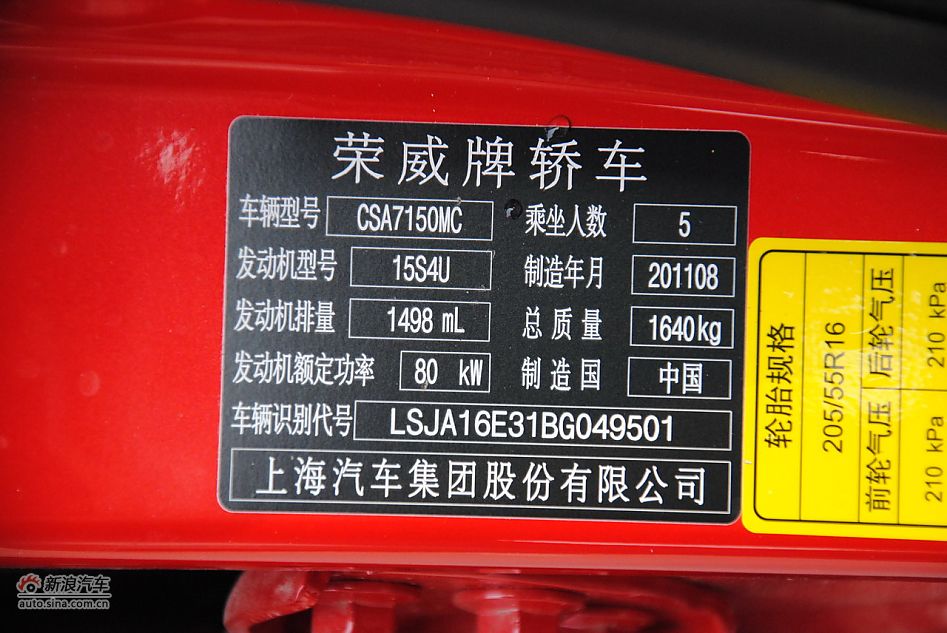 荣威牌轿车
车辆型号 CSA7150MC 乘坐人数 5
发动机型号 15S4U 制造年月 201108
发动机排量 1498 mL 总质量 1640kg
发动机额定功率 80 kW 制造国 中国
车辆识别代号 LSJA16E31BG049501
上海汽车集团股份有限公司
轮胎规格
205/55R16
前轮气压 后轮气压
210 kPa 210 kPa
新浪汽车
auto.sina.com.cn